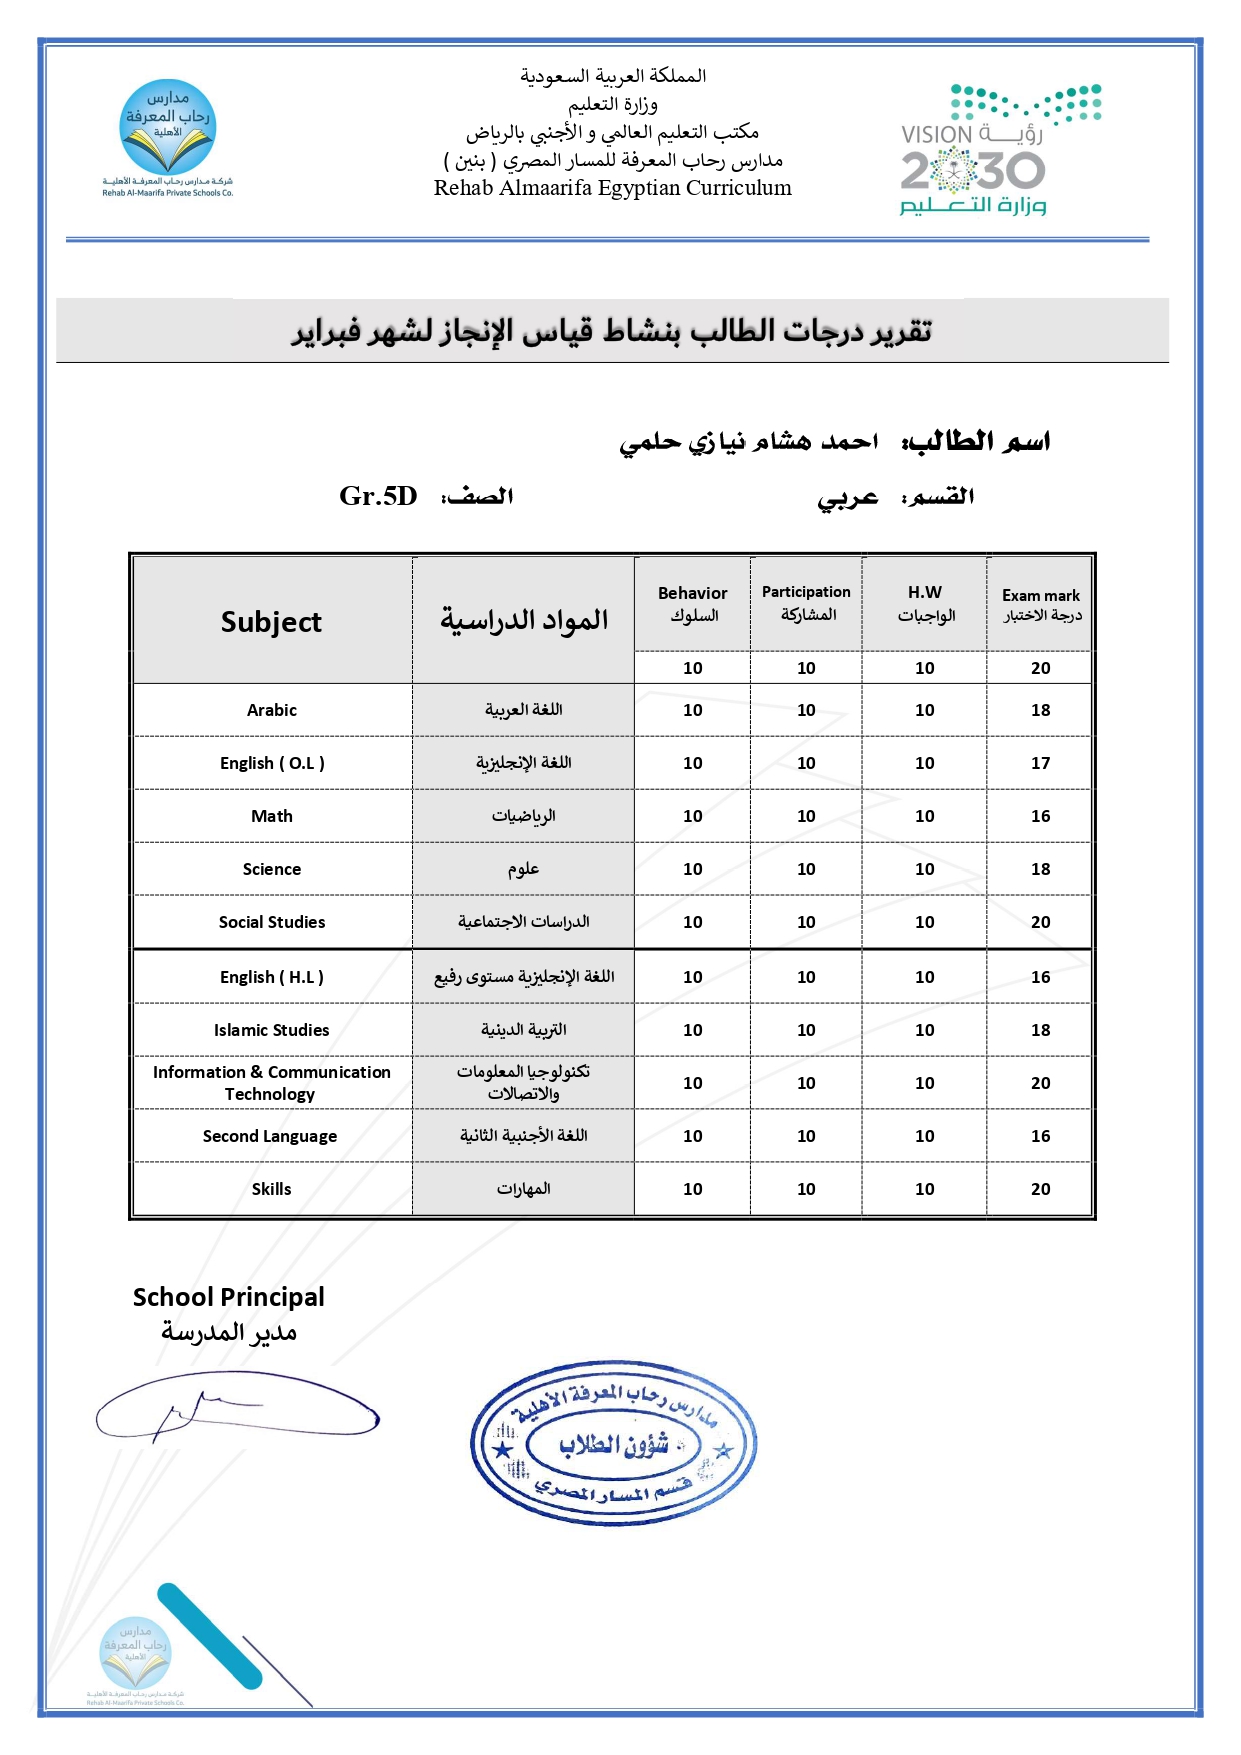 مدارس
رحاب المعرفة
الأهلية
شركة مدارس رحاب المعرفة الأهلية
Rehab Al-Maarifa Private Schools Co.
المملكة العربية السعودية
وزارة التعليم
مكتب التعليم العالمي و الأجنبي بالرياض
مدارس رحاب المعرفة للمسار المصري ( بنين )
Rehab Almaarifa Egyptian Curriculum
VISION رؤيــة
2030
وزارة التعليم
تقرير درجات الطالب بنشاط قياس الإنجاز لشهر فبراير
اسم الطالب: احمد هشام نيازي حلمي
القسم: عربي الصف: Gr.5D
Subject المواد الدراسية Behavior Participation H.W Exam mark
السلوك المشاركة الواجبات درجة الاختبار
10 10 10 20
Arabic اللغة العربية 10 10 10 18
English ( O.L ) اللغة الإنجليزية 10 10 10 17
Math الرياضيات 10 10 10 16
Science علوم 10 10 10 18
Social Studies الدراسات الاجتماعية 10 10 10 20
English ( H.L ) اللغة الإنجليزية مستوى رفيع 10 10 10 16
Islamic Studies التربية الدينية 10 10 10 18
Information & Communication تكنولوجيا المعلومات
Technology والاتصالات 10 10 10 20
Second Language اللغة الأجنبية الثانية 10 10 10 16
Skills المهارات 10 10 10 20
School Principal
مدير المدرسة
مدارس رحاب المعرفة الأهلية
شؤون الطلاب
قسم المسار المصري
مدارس
رحاب المعرفة
الأهلية
شركة مدارس رحاب المعرفة الأهلية
Rehab Al-Maarifa Private Schools Co.